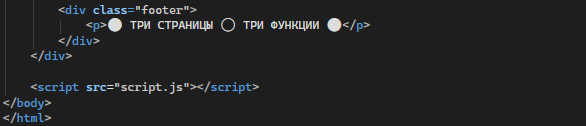 <div class="footer">
<p>⚪ ТРИ СТРАНИЦЫ ◯ ТРИ ФУНКЦИИ ⚪</p>
</div>
</div>
<script src="script.js"></script>
</body>
</html>